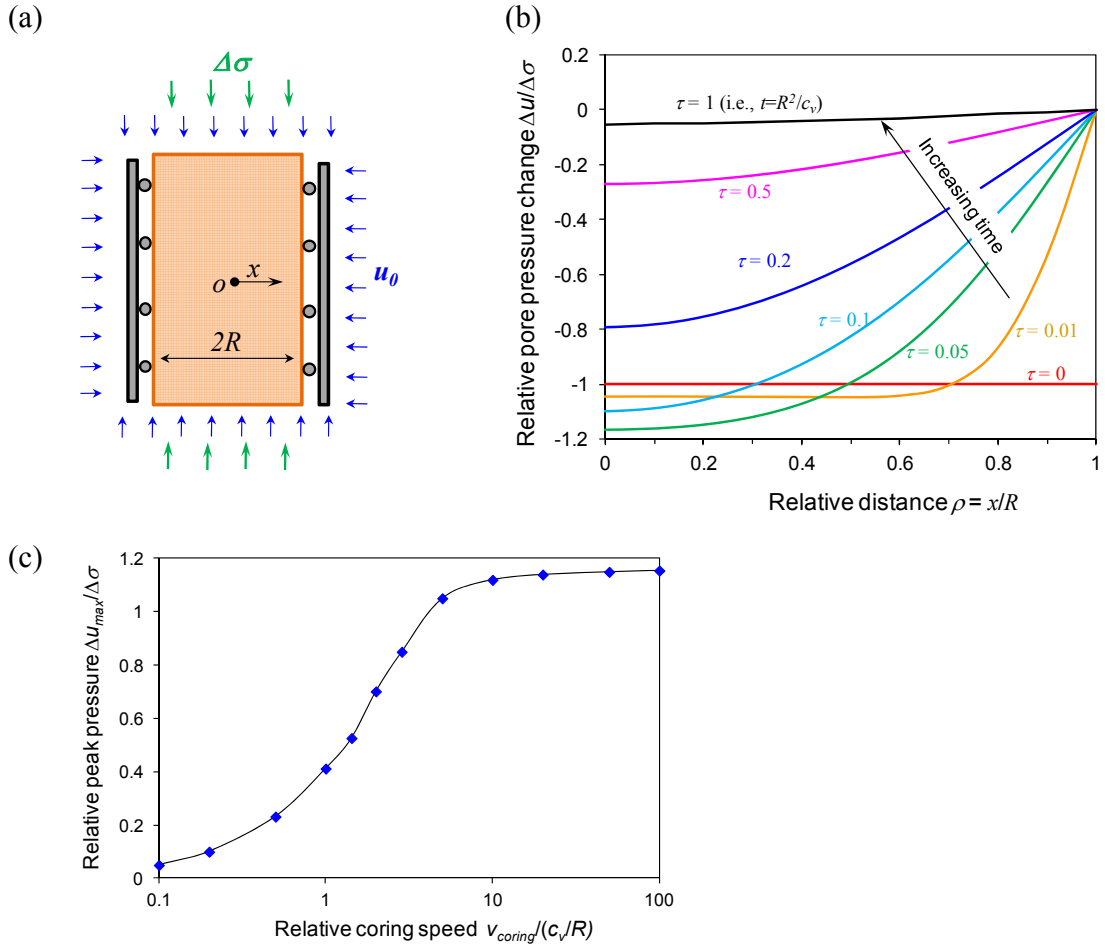 (a)
Δσ
u₀
o
x
2R
(b)
Relative pore pressure change Δu/Δσ
0.2
0
-0.2
-0.4
-0.6
-0.8
-1
-1.2
τ = 1 (i.e., t=R²/cᵥ)
τ = 0.5
τ = 0.2
τ = 0.1
τ = 0.05
τ = 0.01
τ = 0
Increasing time
0
0.2
0.4
0.6
0.8
1
Relative distance ρ = x/R
(c)
Relative peak pressure Δu_max/Δσ
1.2
1
0.8
0.6
0.4
0.2
0
0.1
1
10
100
Relative coring speed v_coring/(cᵥ/R)